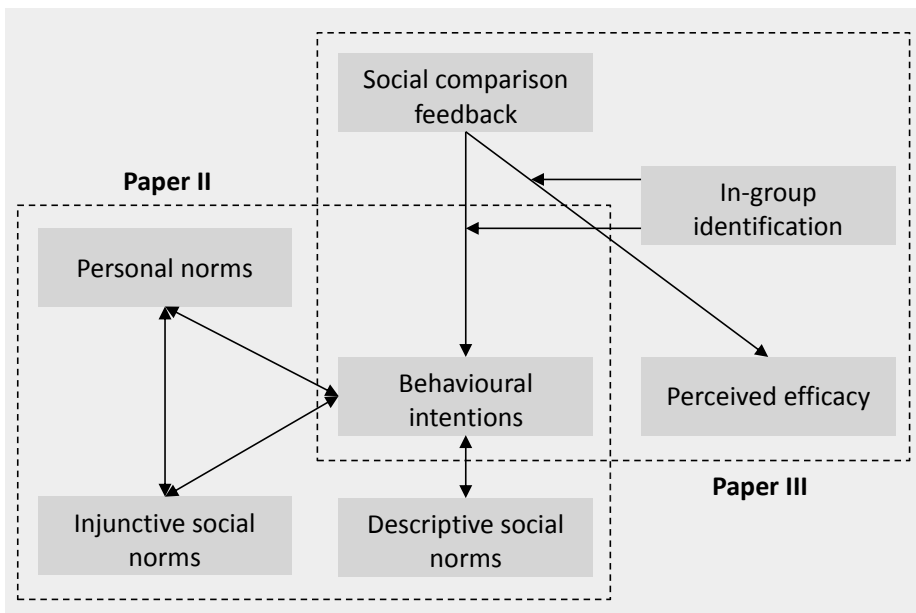 Social comparison
feedback
Paper II
In-group
identification
Personal norms
Behavioural
intentions
Perceived efficacy
Paper III
Injunctive social
norms
Descriptive social
norms